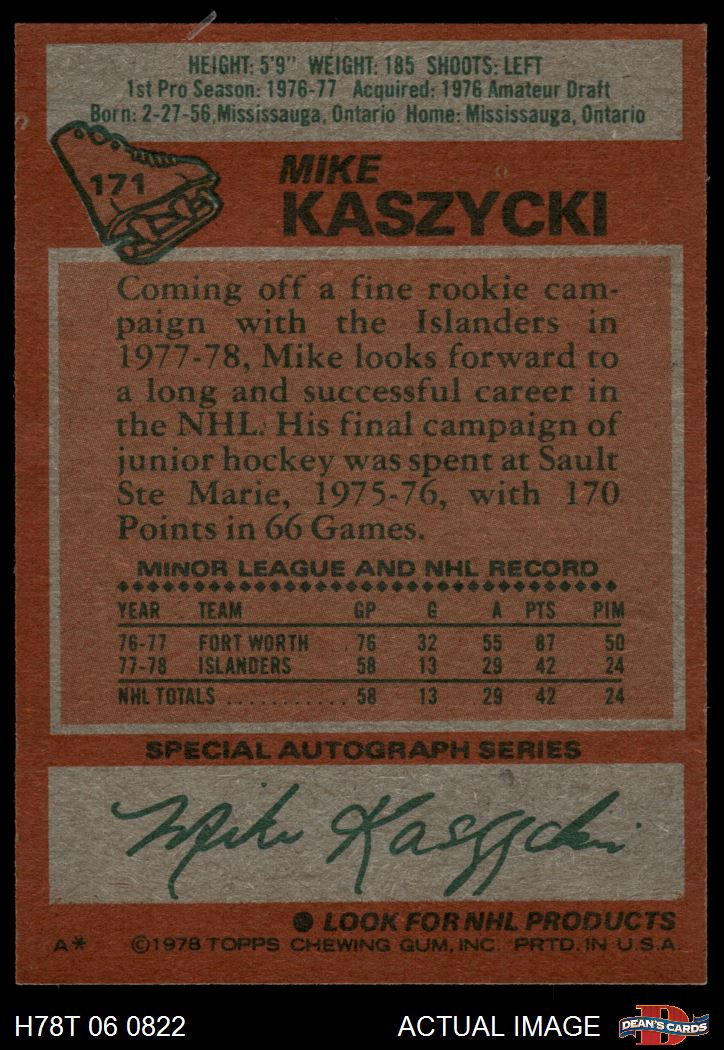 HEIGHT: 5'9" WEIGHT: 185 SHOOTS: LEFT
1st Pro Season: 1976-77 Acquired: 1976 Amateur Draft
Born: 2-27-56, Mississauga, Ontario Home: Mississauga, Ontario
171
MIKE
KASZYCKI
Coming off a fine rookie cam-
paign with the Islanders in
1977-78, Mike looks forward to
a long and successful career in
the NHL. His final campaign of
junior hockey was spent at Sault
Ste Marie, 1975-76, with 170
Points in 66 Games.
MINOR LEAGUE AND NHL RECORD
YEAR TEAM GP G A PTS PIM
76-77 FORT WORTH 76 32 55 87 50
77-78 ISLANDERS 58 13 29 42 24
NHL TOTALS ........... 58 13 29 42 24
SPECIAL AUTOGRAPH SERIES
Mike Kaszycki
● LOOK FOR NHL PRODUCTS
A* ©1978 TOPPS CHEWING GUM, INC. PRTD. IN U.S.A.
H78T 06 0822 ACTUAL IMAGE D DEAN'S CARDS